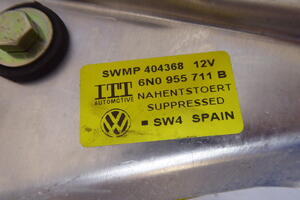 SWMP 404368 12V
ITT 6N0 955 711 B
AUTOMOTIVE NAHENTSTOERT
SUPPRESSED
SW4 SPAIN